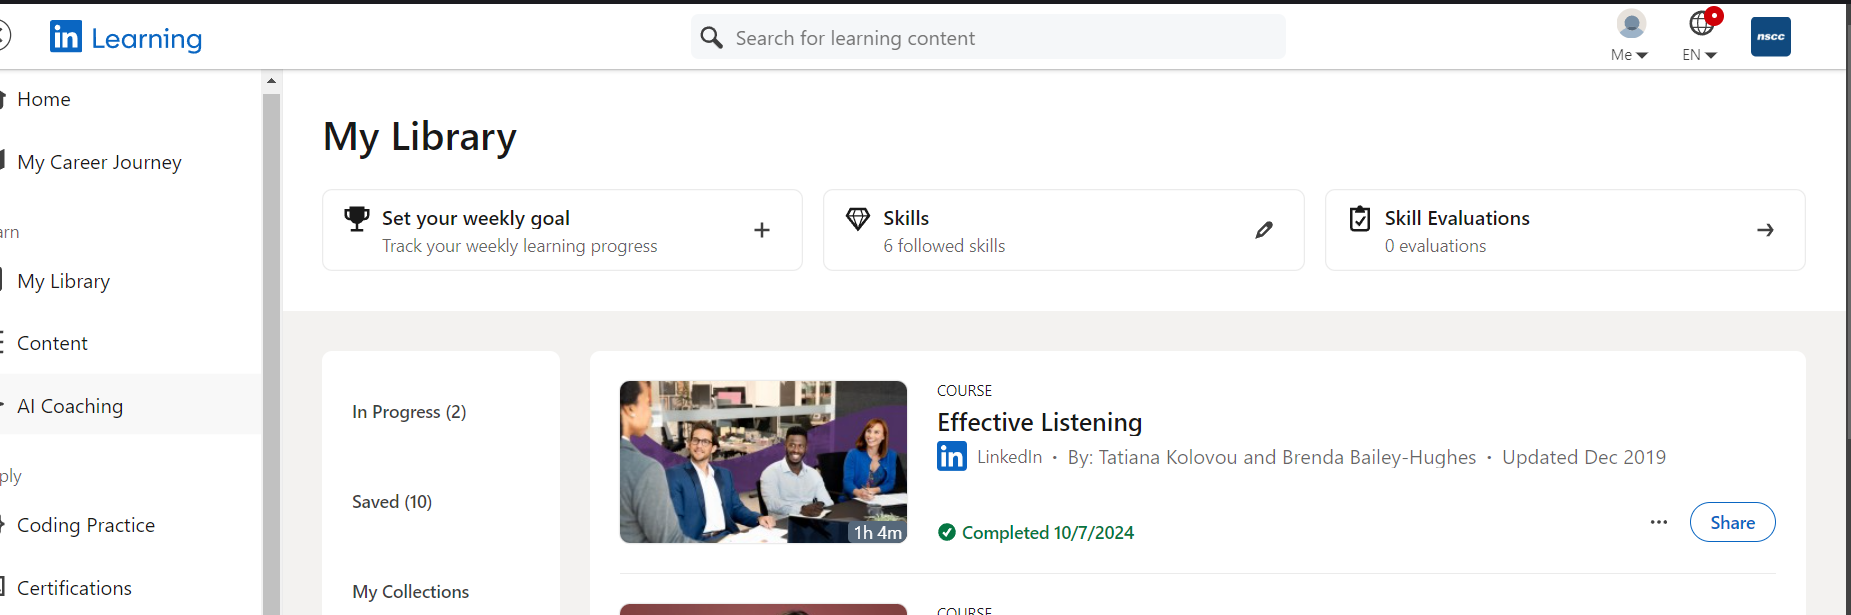 in Learning
Search for learning content
Me
EN
nscc
Home
My Career Journey
arn
My Library
Content
AI Coaching
ply
Coding Practice
Certifications
My Library
Set your weekly goal
Track your weekly learning progress
Skills
6 followed skills
Skill Evaluations
0 evaluations
In Progress (2)
Saved (10)
My Collections
1h 4m
COURSE
Effective Listening
in LinkedIn · By: Tatiana Kolovou and Brenda Bailey-Hughes · Updated Dec 2019
Completed 10/7/2024
Share
COURSE